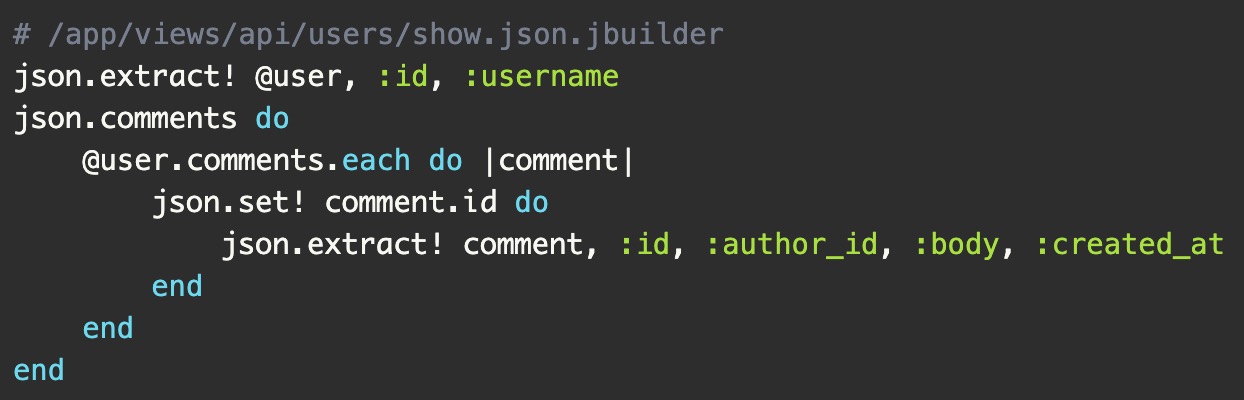 # /app/views/api/users/show.json.jbuilder
json.extract! @user, :id, :username
json.comments do
    @user.comments.each do |comment|
        json.set! comment.id do
            json.extract! comment, :id, :author_id, :body, :created_at
        end
    end
end